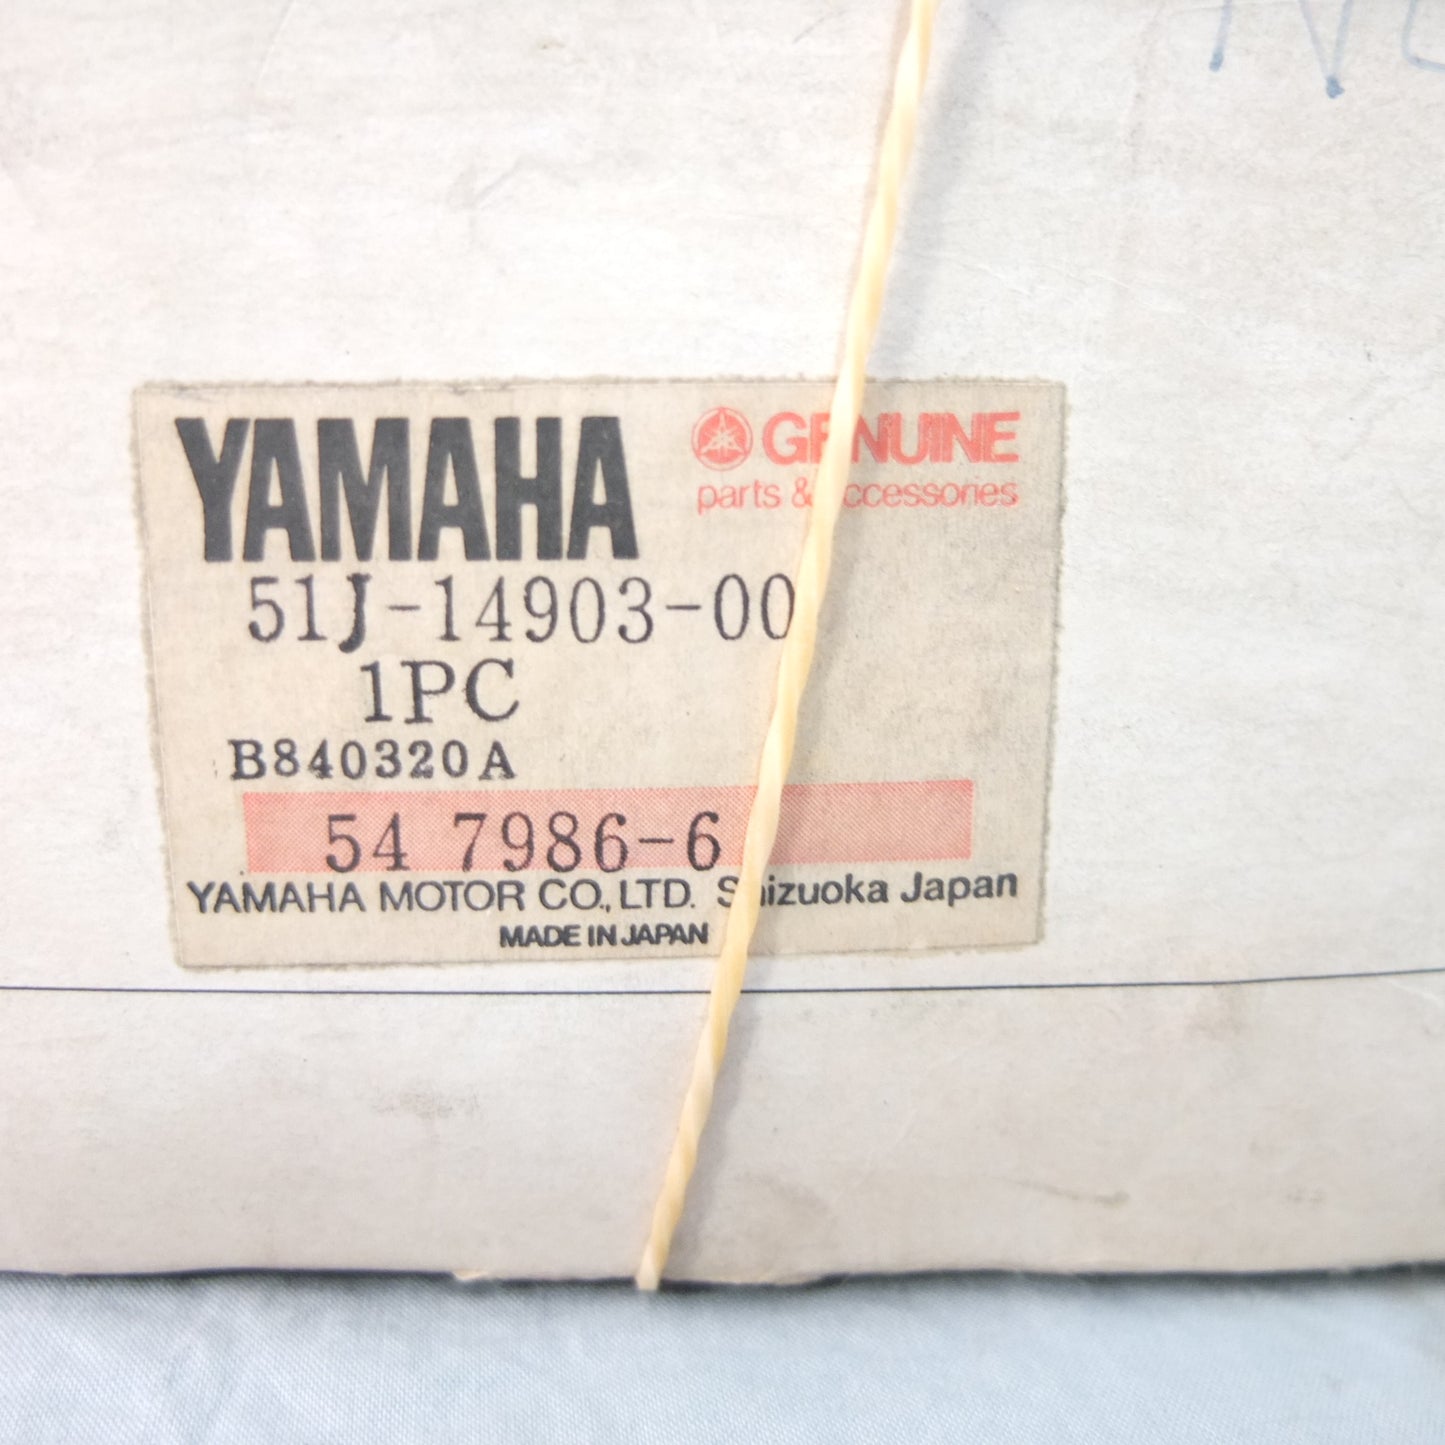 YAMAHA
GENUINE
parts & accessories
51J-14903-00
1PC
B840320A
54 7986-6
YAMAHA MOTOR CO., LTD. Shizuoka Japan
MADE IN JAPAN